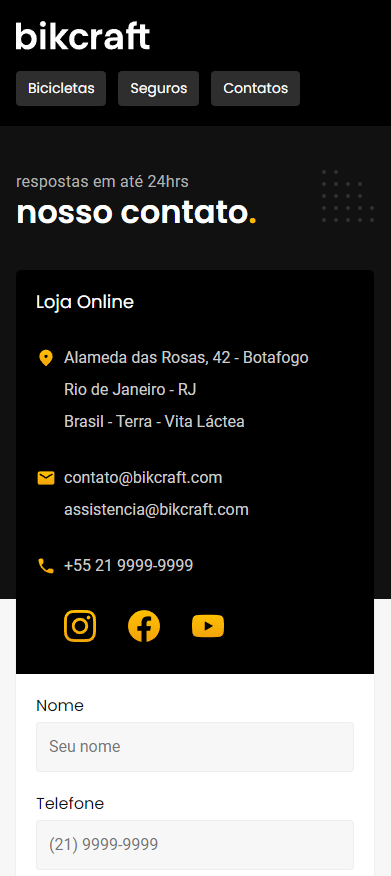 bikcraft
Bicicletas
Seguros
Contatos
respostas em até 24hrs
nosso contato.
Loja Online
Alameda das Rosas, 42 - Botafogo
Rio de Janeiro - RJ
Brasil - Terra - Vita Láctea
contato@bikcraft.com
assistencia@bikcraft.com
+55 21 9999-9999
Nome
Seu nome
Telefone
(21) 9999-9999